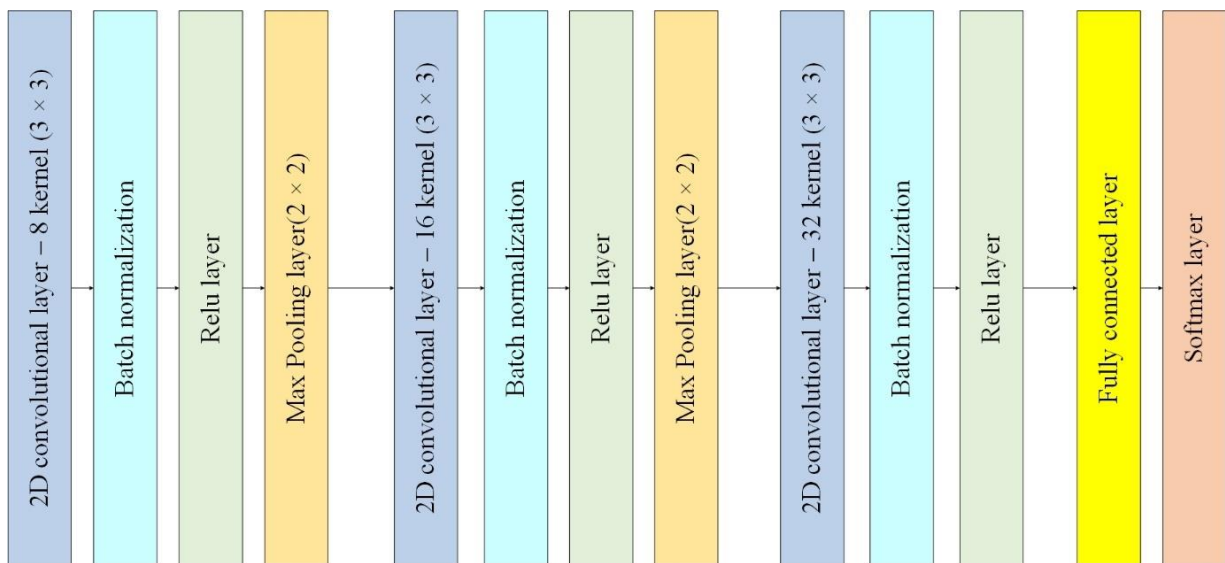 2D convolutional layer – 8 kernel (3 × 3)
Batch normalization
Relu layer
Max Pooling layer(2 × 2)
2D convolutional layer – 16 kernel (3 × 3)
Batch normalization
Relu layer
Max Pooling layer(2 × 2)
2D convolutional layer – 32 kernel (3 × 3)
Batch normalization
Relu layer
Fully connected layer
Softmax layer